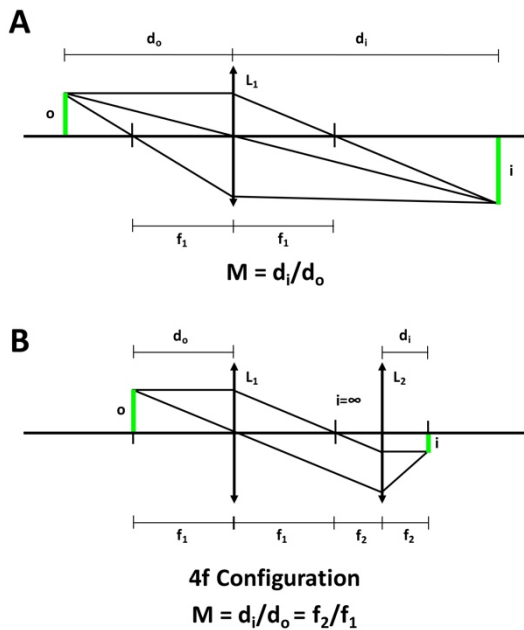 A
dₒ
dᵢ
L₁
o
i
f₁
f₁
M = dᵢ/dₒ
B
dₒ
dᵢ
L₁
L₂
i=∞
o
i
f₁
f₁
f₂
f₂
4f Configuration
M = dᵢ/dₒ = f₂/f₁